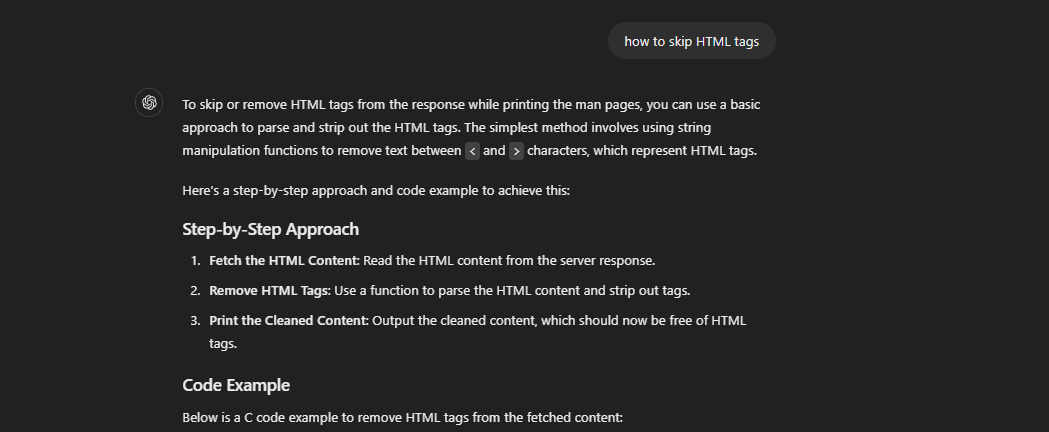 how to skip HTML tags
To skip or remove HTML tags from the response while printing the man pages, you can use a basic
approach to parse and strip out the HTML tags. The simplest method involves using string
manipulation functions to remove text between < and > characters, which represent HTML tags.
Here's a step-by-step approach and code example to achieve this:
Step-by-Step Approach
1. Fetch the HTML Content: Read the HTML content from the server response.
2. Remove HTML Tags: Use a function to parse the HTML content and strip out tags.
3. Print the Cleaned Content: Output the cleaned content, which should now be free of HTML
tags.
Code Example
Below is a C code example to remove HTML tags from the fetched content: